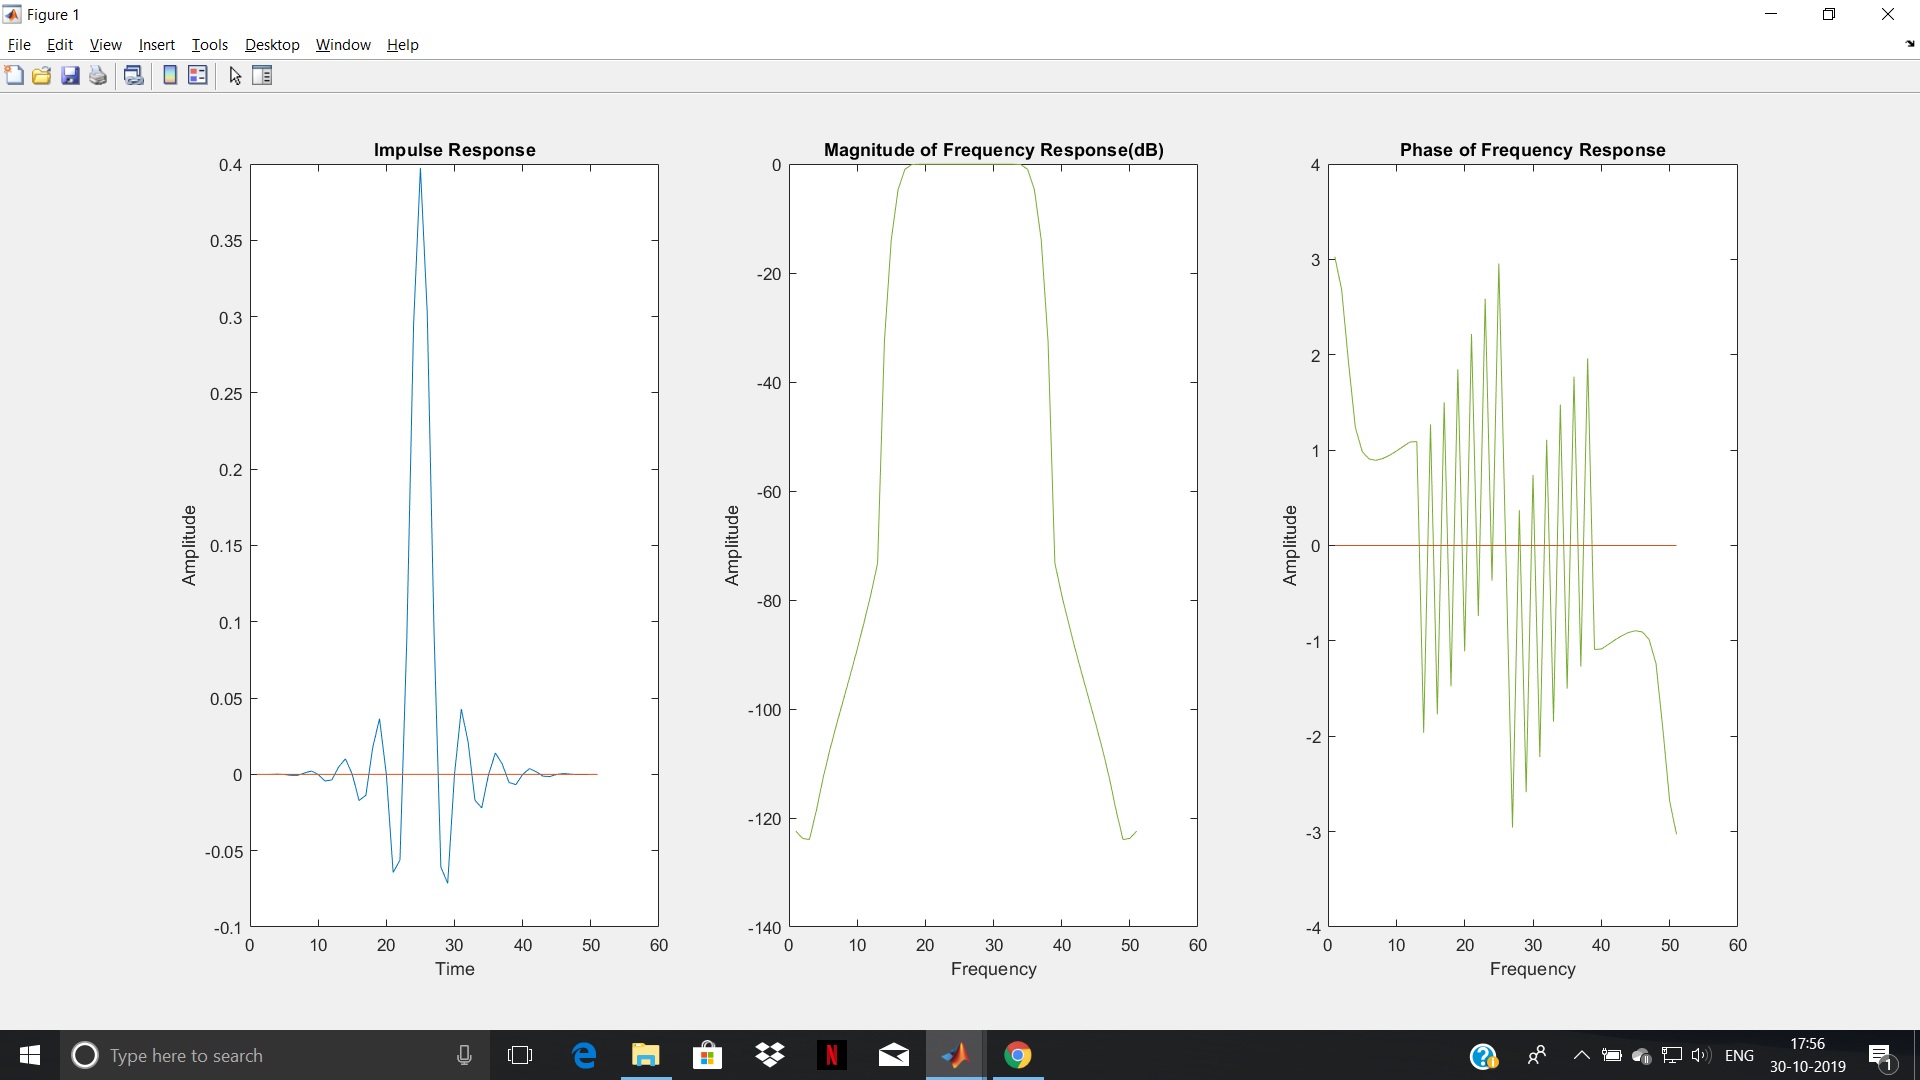 Figure 1
File Edit View Insert Tools Desktop Window Help
Impulse Response
0.4
0.35
0.3
0.25
0.2
0.15
0.1
0.05
0
-0.05
-0.1
Amplitude
0 10 20 30 40 50 60
Time
Magnitude of Frequency Response(dB)
0
-20
-40
-60
-80
-100
-120
-140
Amplitude
0 10 20 30 40 50 60
Frequency
Phase of Frequency Response
4
3
2
1
0
-1
-2
-3
-4
Amplitude
0 10 20 30 40 50 60
Frequency
Type here to search
N
ENG
17:56
30-10-2019
1